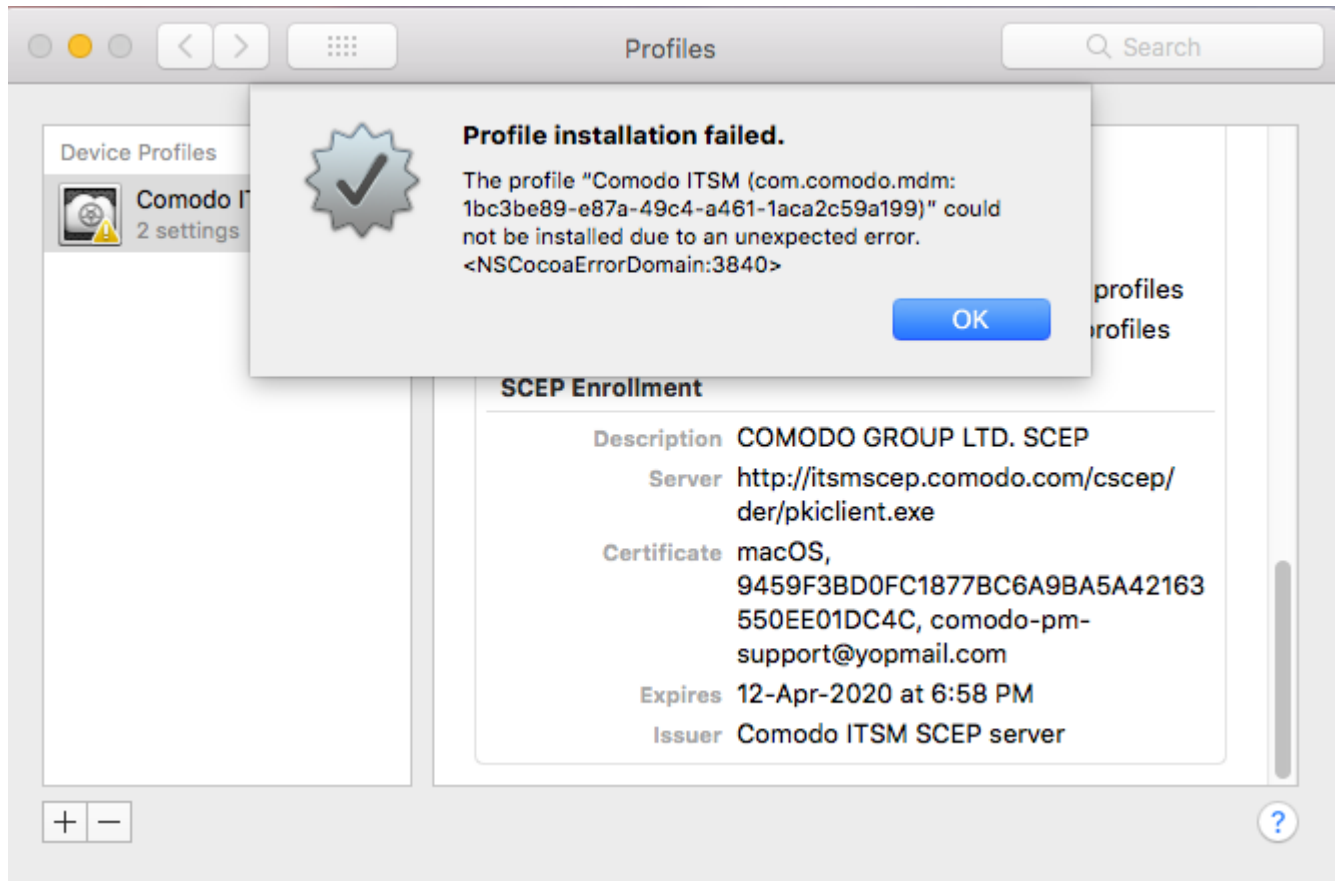 Profiles
Search
Device Profiles
Comodo IT
2 settings
Profile installation failed.
The profile "Comodo ITSM (com.comodo.mdm:
1bc3be89-e87a-49c4-a461-1aca2c59a199)" could
not be installed due to an unexpected error.
<NSCocoaErrorDomain:3840>
OK
profiles
profiles
SCEP Enrollment
Description COMODO GROUP LTD. SCEP
Server http://itsmscep.comodo.com/cscep/
der/pkiclient.exe
Certificate macOS,
9459F3BD0FC1877BC6A9BA5A42163
550EE01DC4C, comodo-pm-
support@yopmail.com
Expires 12-Apr-2020 at 6:58 PM
Issuer Comodo ITSM SCEP server
?